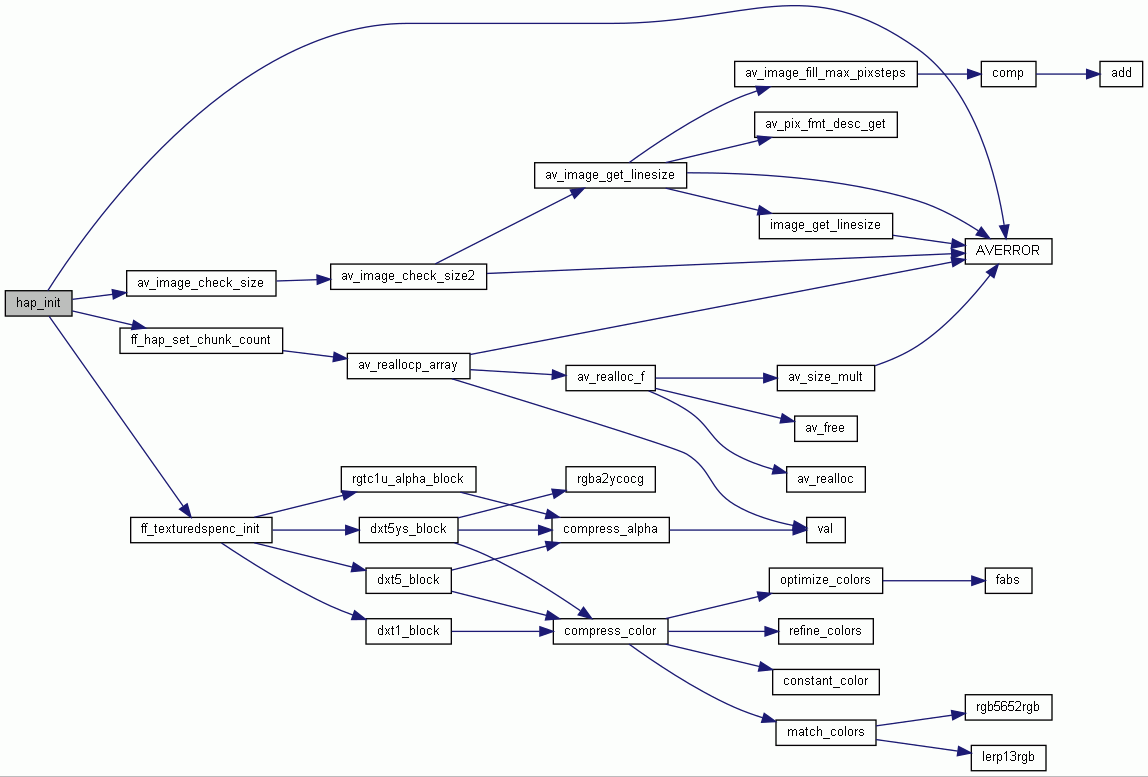 av_image_fill_max_pixsteps
comp
add
av_pix_fmt_desc_get
av_image_get_linesize
image_get_linesize
AVERROR
av_image_check_size
av_image_check_size2
hap_init
ff_hap_set_chunk_count
av_reallocp_array
av_realloc_f
av_size_mult
av_free
av_realloc
rgtc1u_alpha_block
rgba2ycocg
ff_texturedspenc_init
dxt5ys_block
compress_alpha
val
dxt5_block
optimize_colors
fabs
dxt1_block
compress_color
refine_colors
constant_color
match_colors
rgb5652rgb
lerp13rgb